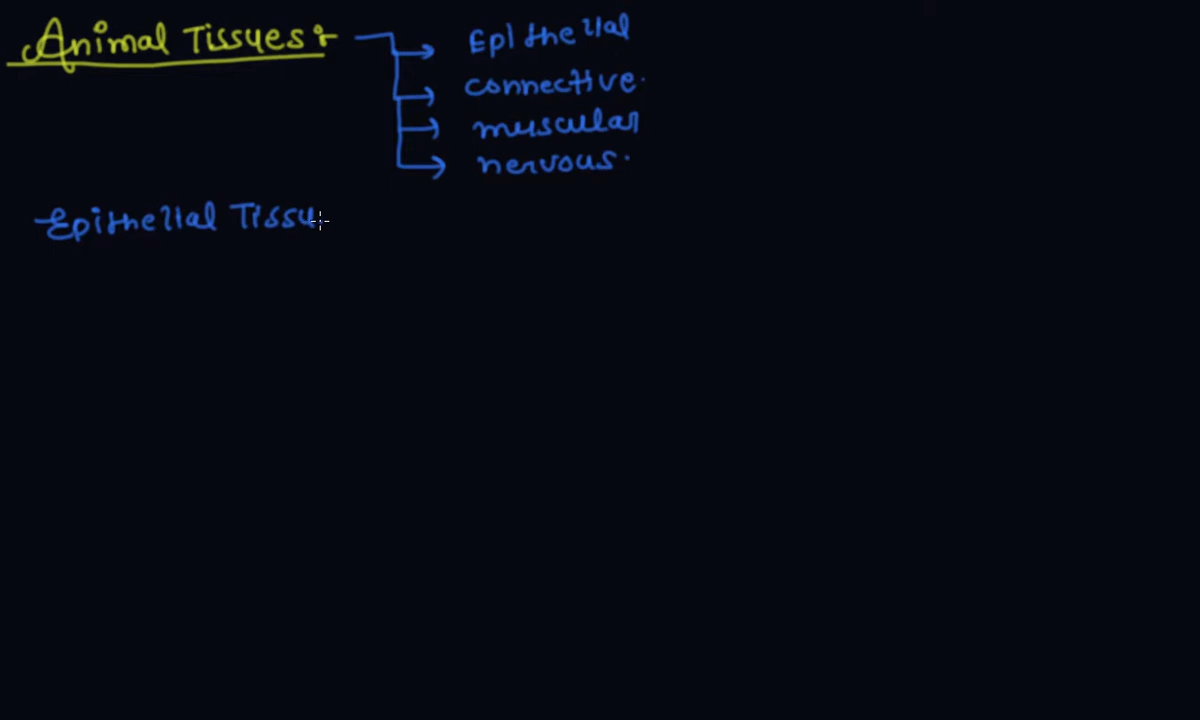 Animal Tissues :-
Epithelial
connective.
muscular
nervous.
Epithelial Tissu